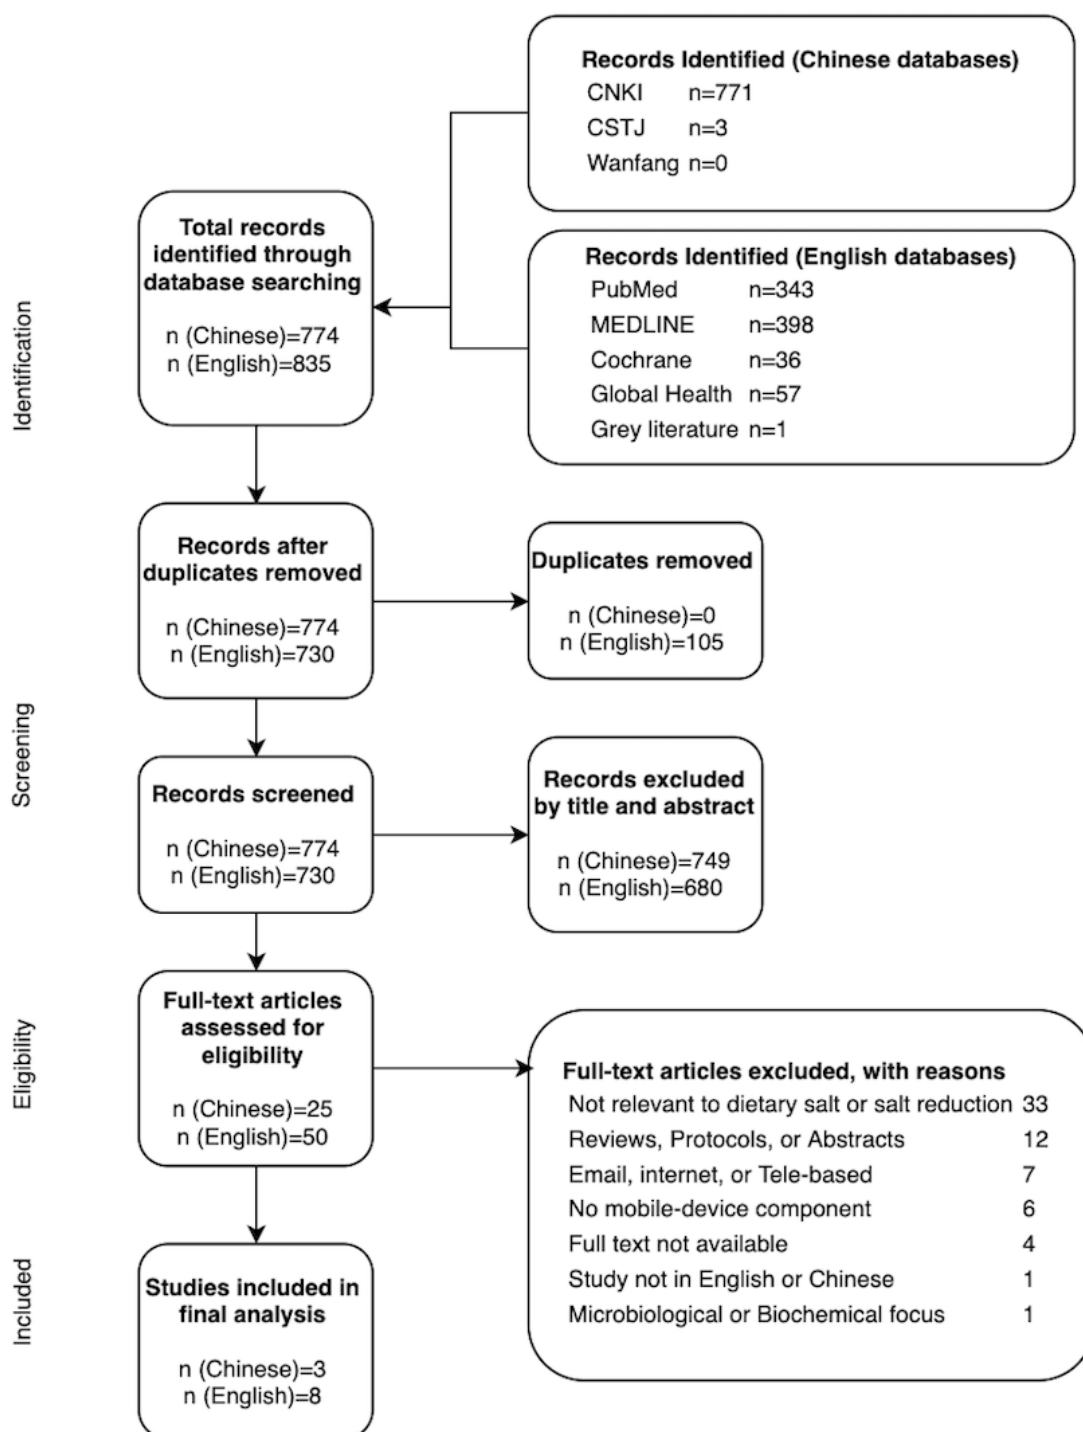 Records Identified (Chinese databases)
CNKI n=771
CSTJ n=3
Wanfang n=0
Records Identified (English databases)
PubMed n=343
MEDLINE n=398
Cochrane n=36
Global Health n=57
Grey literature n=1
Identification
Total records
identified through
database searching
n (Chinese)=774
n (English)=835
Records after
duplicates removed
n (Chinese)=774
n (English)=730
Duplicates removed
n (Chinese)=0
n (English)=105
Screening
Records screened
n (Chinese)=774
n (English)=730
Records excluded
by title and abstract
n (Chinese)=749
n (English)=680
Eligibility
Full-text articles
assessed for
eligibility
n (Chinese)=25
n (English)=50
Full-text articles excluded, with reasons
Not relevant to dietary salt or salt reduction 33
Reviews, Protocols, or Abstracts 12
Email, internet, or Tele-based 7
No mobile-device component 6
Full text not available 4
Study not in English or Chinese 1
Microbiological or Biochemical focus 1
Included
Studies included in
final analysis
n (Chinese)=3
n (English)=8